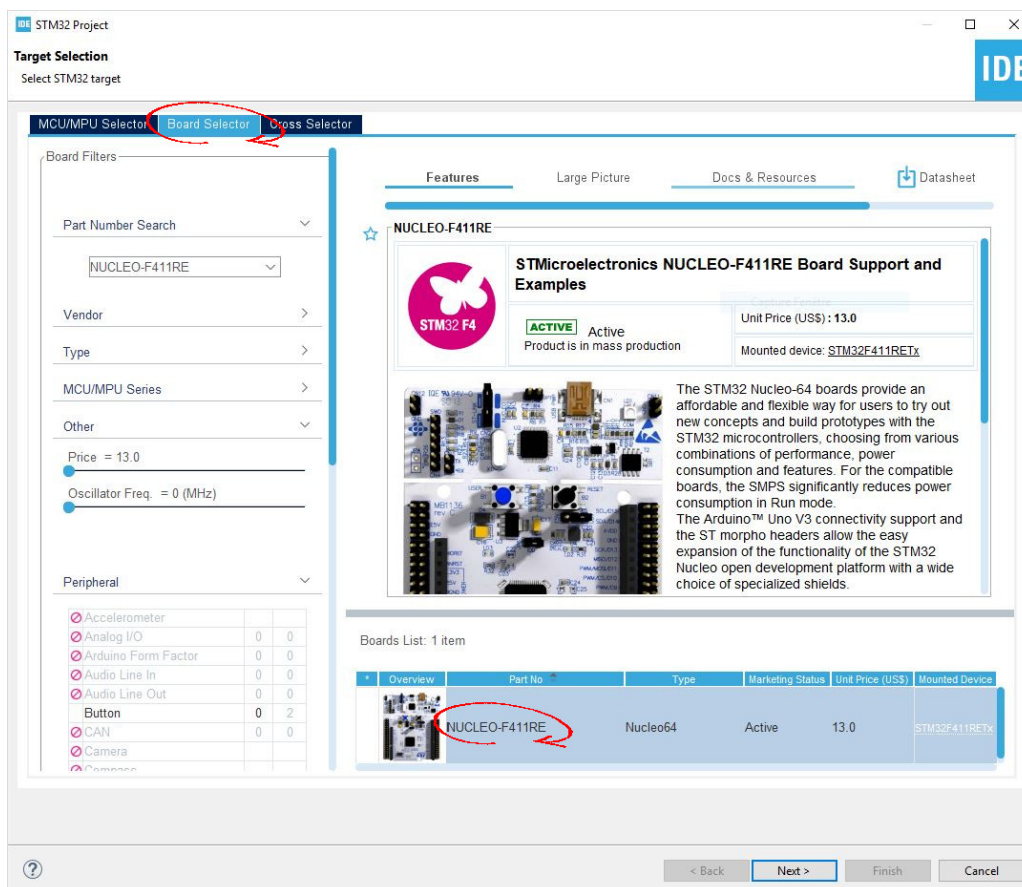 IDE STM32 Project
Target Selection
Select STM32 target
IDE
MCU/MPU Selector Board Selector Cross Selector
Board Filters
Part Number Search
NUCLEO-F411RE
Vendor
Type
MCU/MPU Series
Other
Price = 13.0
Oscillator Freq. = 0 (MHz)
Peripheral
Accelerometer
Analog I/O 0 0
Arduino Form Factor 0 0
Audio Line In 0 0
Audio Line Out 0 0
Button 0 2
CAN 0 0
Camera
Compass
Features Large Picture Docs & Resources Datasheet
NUCLEO-F411RE
STM32 F4
STMicroelectronics NUCLEO-F411RE Board Support and
Examples
ACTIVE Active
Product is in mass production
Capture Fenêtre
Unit Price (US$) : 13.0
Mounted device: STM32F411RETx
The STM32 Nucleo-64 boards provide an
affordable and flexible way for users to try out
new concepts and build prototypes with the
STM32 microcontrollers, choosing from various
combinations of performance, power
consumption and features. For the compatible
boards, the SMPS significantly reduces power
consumption in Run mode.
The Arduino™ Uno V3 connectivity support and
the ST morpho headers allow the easy
expansion of the functionality of the STM32
Nucleo open development platform with a wide
choice of specialized shields.
USER
RESET
MB1136
Boards List: 1 item
* Overview Part No Type Marketing Status Unit Price (US$) Mounted Device
NUCLEO-F411RE Nucleo64 Active 13.0 STM32F411RETx
? < Back Next > Finish Cancel